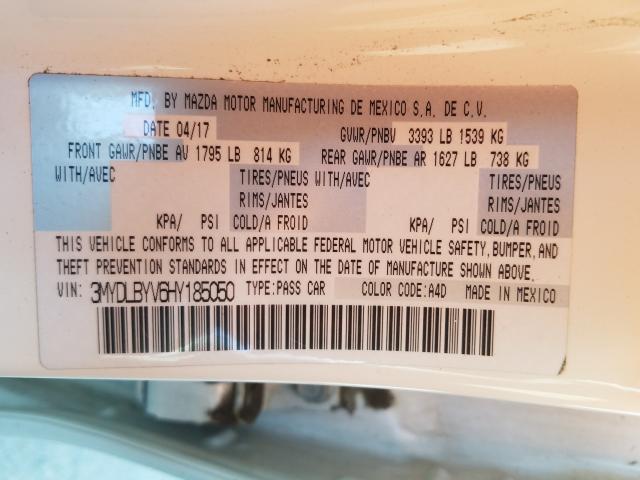 MFD. BY MAZDA MOTOR MANUFACTURING DE MEXICO S.A. DE C.V.
DATE 04/17 GVWR/PNBV 3393 LB 1539 KG
FRONT GAWR/PNBE AV 1795 LB 814 KG REAR GAWR/PNBE AR 1627 LB 738 KG
WITH/AVEC TIRES/PNEUS WITH/AVEC TIRES/PNEUS
RIMS/JANTES RIMS/JANTES
KPA/ PSI COLD/A FROID KPA/ PSI COLD/A FROID
THIS VEHICLE CONFORMS TO ALL APPLICABLE FEDERAL MOTOR VEHICLE SAFETY, BUMPER, AND
THEFT PREVENTION STANDARDS IN EFFECT ON THE DATE OF MANUFACTURE SHOWN ABOVE.
VIN: 3MYDLBYV6HY185050 TYPE:PASS CAR COLOR CODE:A4D MADE IN MEXICO